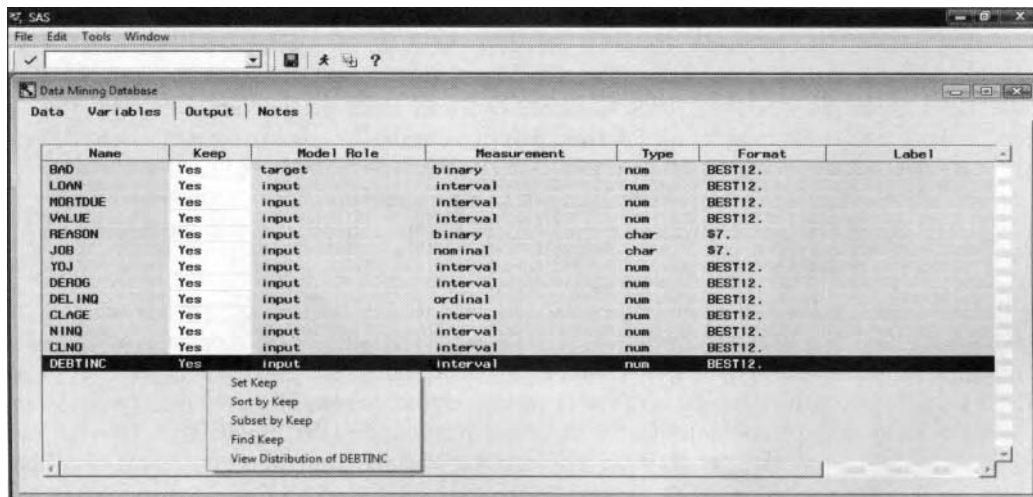 SAS
File Edit Tools Window
?
Data Mining Database
Data Variables Output Notes
Name Keep Model Role Measurement Type Format Label
BAD Yes target binary num BEST12.
LOAN Yes input interval num BEST12.
MORTDUE Yes input interval num BEST12.
VALUE Yes input interval num BEST12.
REASON Yes input binary char $7.
JOB Yes input nominal char $7.
YOJ Yes input interval num BEST12.
DEROG Yes input interval num BEST12.
DELINQ Yes input ordinal num BEST12.
CLAGE Yes input interval num BEST12.
NINQ Yes input interval num BEST12.
CLNO Yes input interval num BEST12.
DEBTINC Yes input interval num BEST12.
Set Keep
Sort by Keep
Subset by Keep
Find Keep
View Distribution of DEBTINC